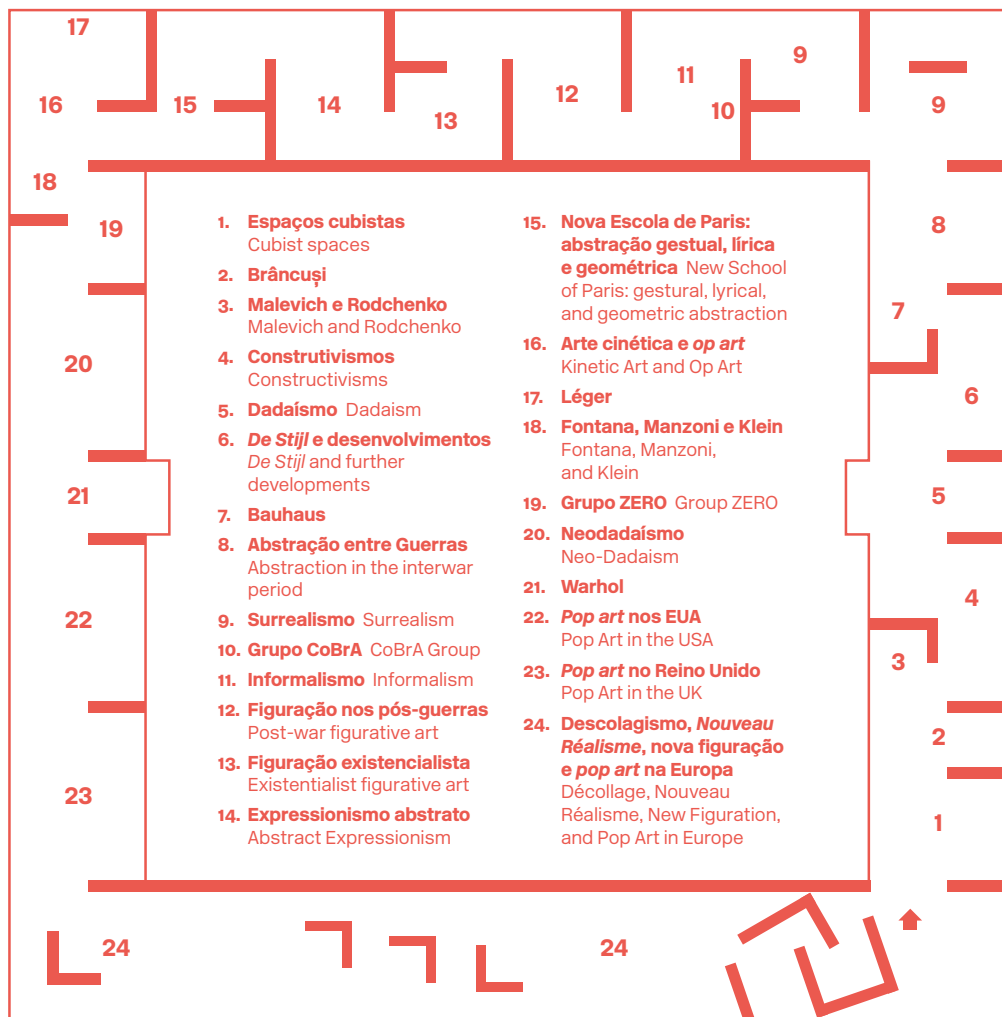 17
9
16
15
14
13
12
11
10
9
18
19
8
7
20
6
21
5
22
4
3
2
23
1
24
24
1. Espaços cubistas
Cubist spaces
2. Brâncuși
3. Malevich e Rodchenko
Malevich and Rodchenko
4. Construtivismos
Constructivisms
5. Dadaísmo Dadaism
6. De Stijl e desenvolvimentos
De Stijl and further
developments
7. Bauhaus
8. Abstração entre Guerras
Abstraction in the interwar
period
9. Surrealismo Surrealism
10. Grupo CoBrA CoBrA Group
11. Informalismo Informalism
12. Figuração nos pós-guerras
Post-war figurative art
13. Figuração existencialista
Existentialist figurative art
14. Expressionismo abstrato
Abstract Expressionism
15. Nova Escola de Paris:
abstração gestual, lírica
e geométrica New School
of Paris: gestural, lyrical,
and geometric abstraction
16. Arte cinética e op art
Kinetic Art and Op Art
17. Léger
18. Fontana, Manzoni e Klein
Fontana, Manzoni,
and Klein
19. Grupo ZERO Group ZERO
20. Neodadaísmo
Neo-Dadaism
21. Warhol
22. Pop art nos EUA
Pop Art in the USA
23. Pop art no Reino Unido
Pop Art in the UK
24. Descolagismo, Nouveau
Réalisme, nova figuração
e pop art na Europa
Décollage, Nouveau
Réalisme, New Figuration,
and Pop Art in Europe